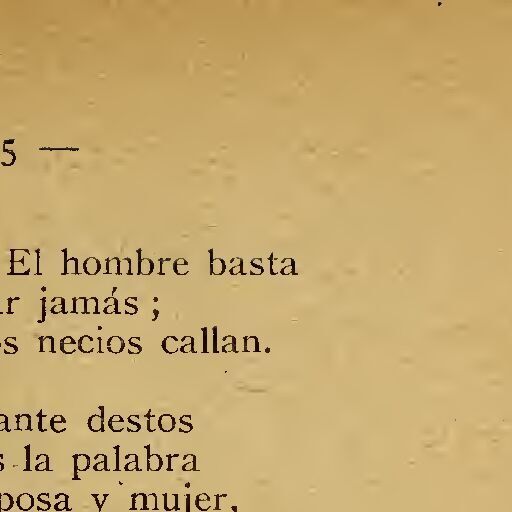 5 —
El hombre basta
r jamás ;
s necios callan.
ante destos
s la palabra
posa y mujer,